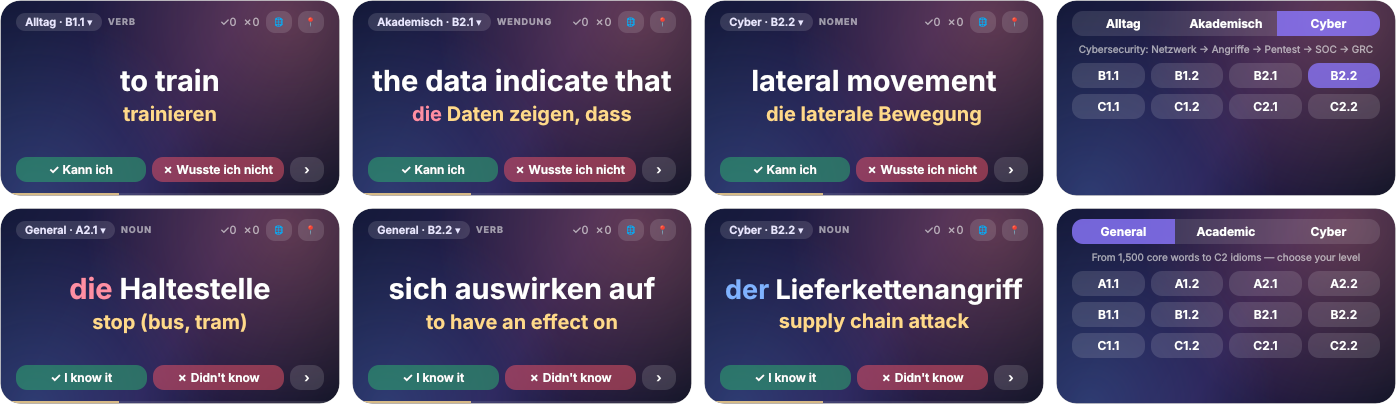 Alltag · B1.1 ▾ VERB ✓0 ×0
to train
trainieren
✓ Kann ich × Wusste ich nicht ›
Akademisch · B2.1 ▾ WENDUNG ✓0 ×0
the data indicate that
die Daten zeigen, dass
✓ Kann ich × Wusste ich nicht ›
Cyber · B2.2 ▾ NOMEN ✓0 ×0
lateral movement
die laterale Bewegung
✓ Kann ich × Wusste ich nicht ›
Alltag Akademisch Cyber
Cybersecurity: Netzwerk → Angriffe → Pentest → SOC → GRC
B1.1 B1.2 B2.1 B2.2
C1.1 C1.2 C2.1 C2.2
General · A2.1 ▾ NOUN ✓0 ×0
die Haltestelle
stop (bus, tram)
✓ I know it × Didn't know ›
General · B2.2 ▾ VERB ✓0 ×0
sich auswirken auf
to have an effect on
✓ I know it × Didn't know ›
Cyber · B2.2 ▾ NOUN ✓0 ×0
der Lieferkettenangriff
supply chain attack
✓ I know it × Didn't know ›
General Academic Cyber
From 1,500 core words to C2 idioms — choose your level
A1.1 A1.2 A2.1 A2.2
B1.1 B1.2 B2.1 B2.2
C1.1 C1.2 C2.1 C2.2